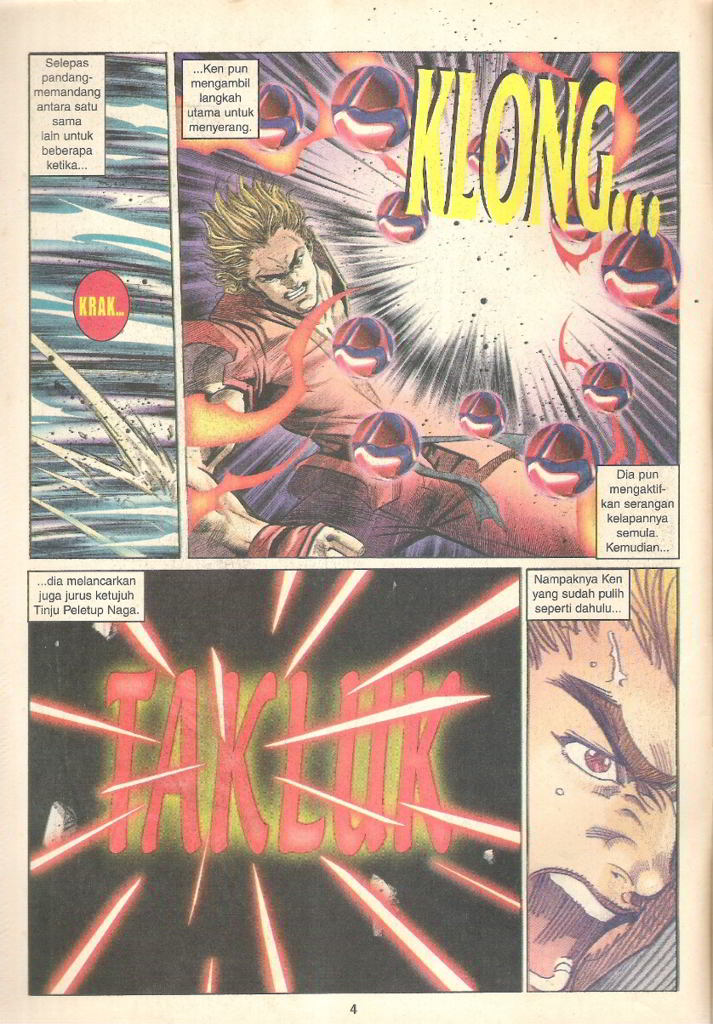 Selepas
pandang-
memandang
antara satu
sama
lain untuk
beberapa
ketika...
KRAK...
...Ken pun
mengambil
langkah
utama untuk
menyerang.
KLONG...
Dia pun
mengaktif-
kan serangan
kelapannya
semula.
Kemudian...
...dia melancarkan
juga jurus ketujuh
Tinju Peletup Naga.
TAKLUK
Nampaknya Ken
yang sudah pulih
seperti dahulu...
4